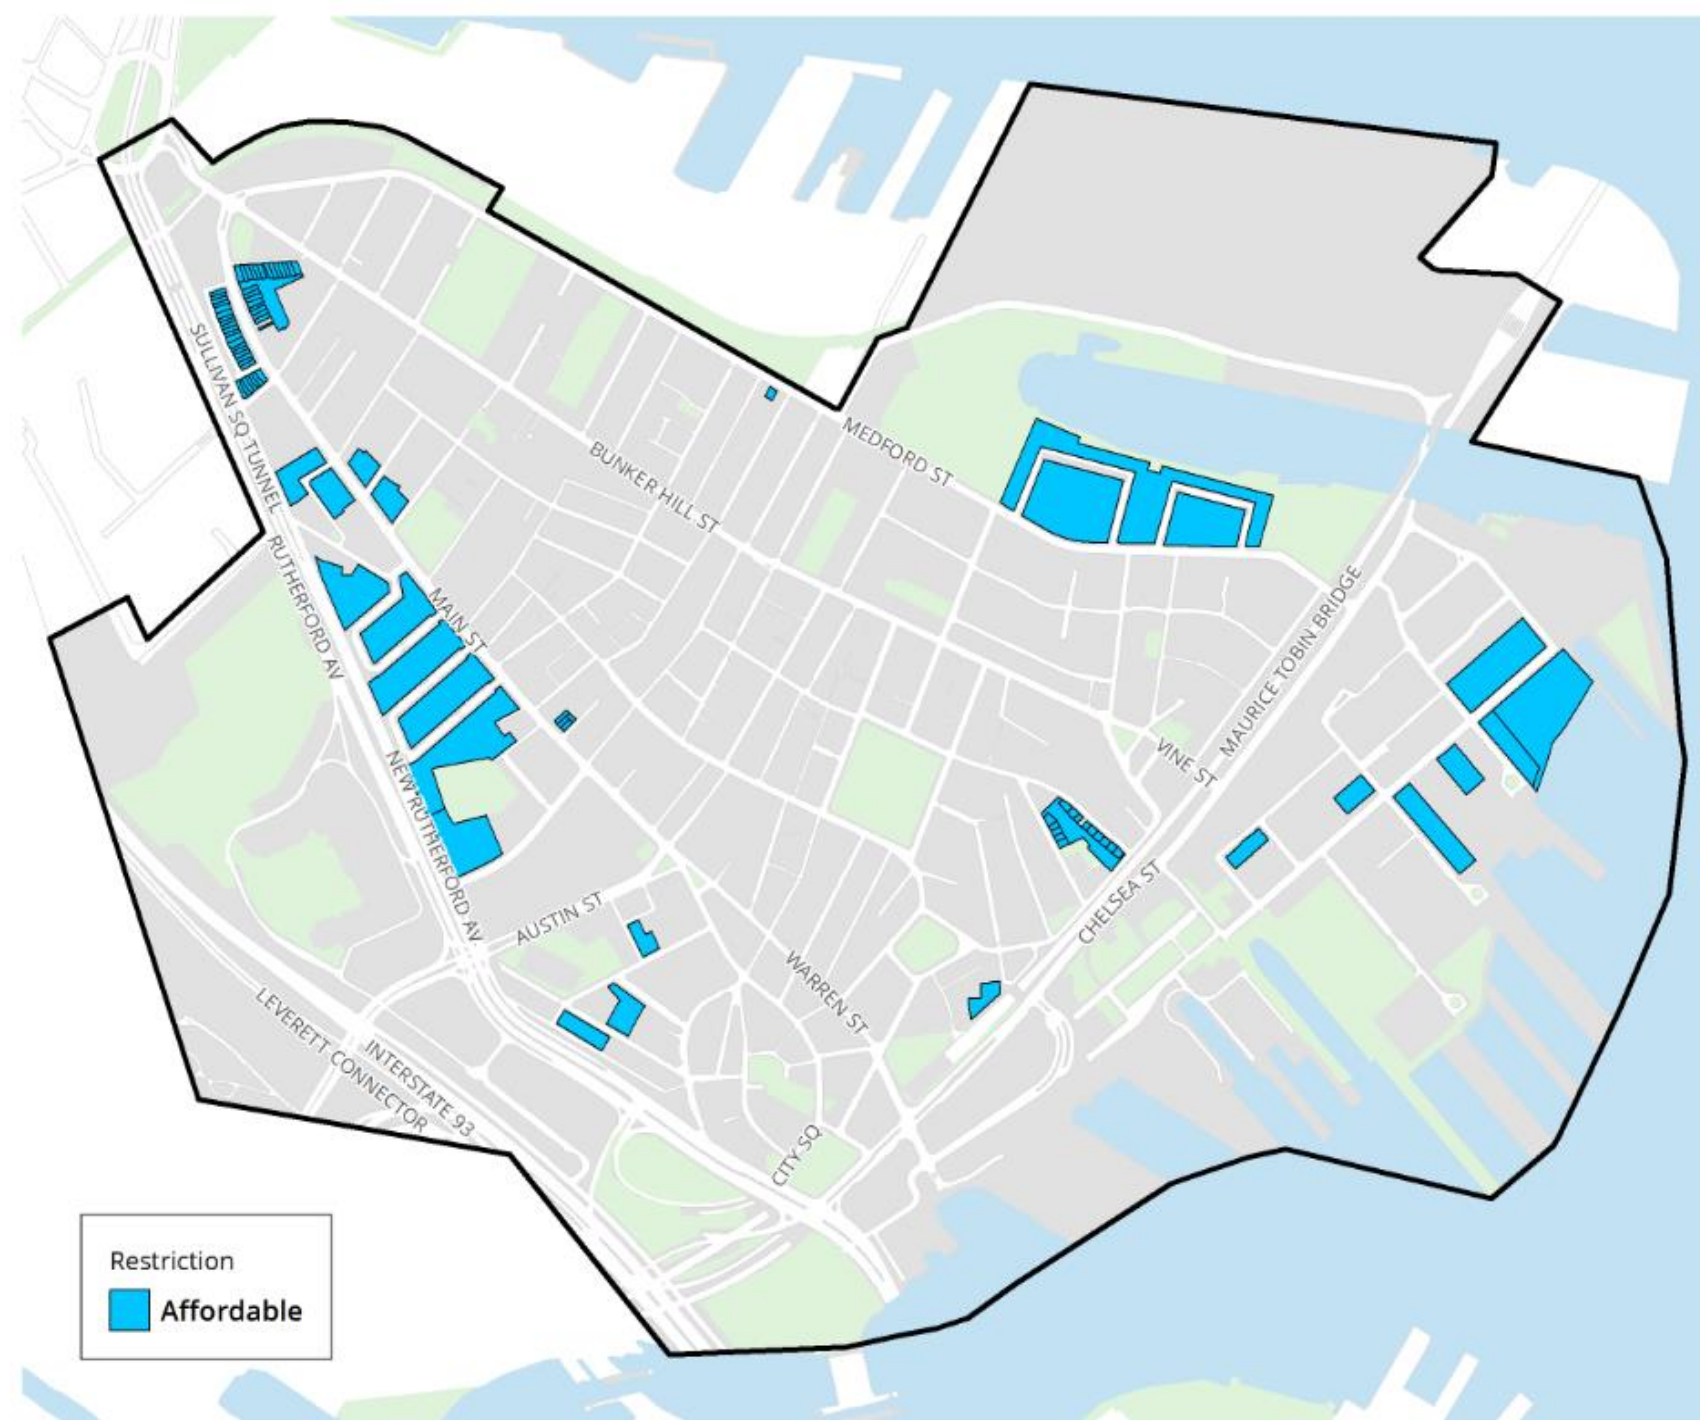 SULLIVAN SQ TUNNEL
MEDFORD ST
BUNKER HILL ST
RUTHERFORD AV
MAIN ST
MAURICE TOBIN BRIDGE
VINE ST
NEW RUTHERFORD AV
CHELSEA ST
AUSTIN ST
WARREN ST
LEVERETT CONNECTOR
INTERSTATE 93
CITY SQ
Restriction
Affordable